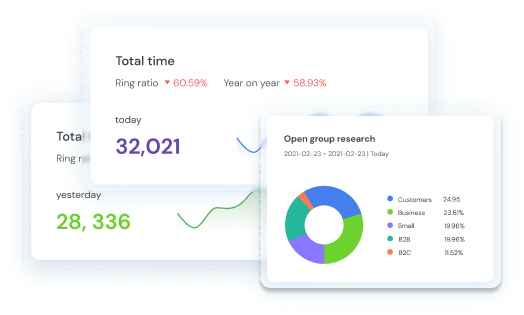 Total time
Ring ratio ▼ 60.59% Year on year ▼ 58.93%
today
32,021
Total
Ring ra
yesterday
28, 336
Open group research
2021-02-23 ~ 2021-02-23 | Today
Customers 24.95
Business 23.61%
Small 19.96%
B2B 19.96%
B2C 11.52%